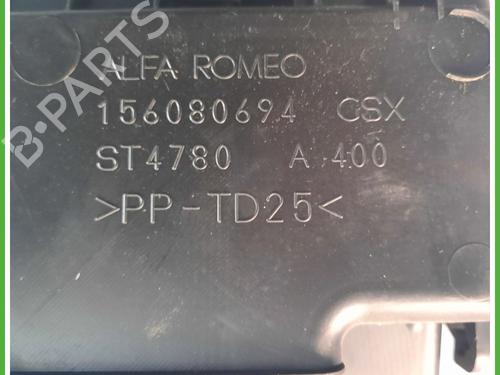 B-PARTS
ALFA ROMEO
156080694 CSX
ST4780 A 400
>PP-TD25<